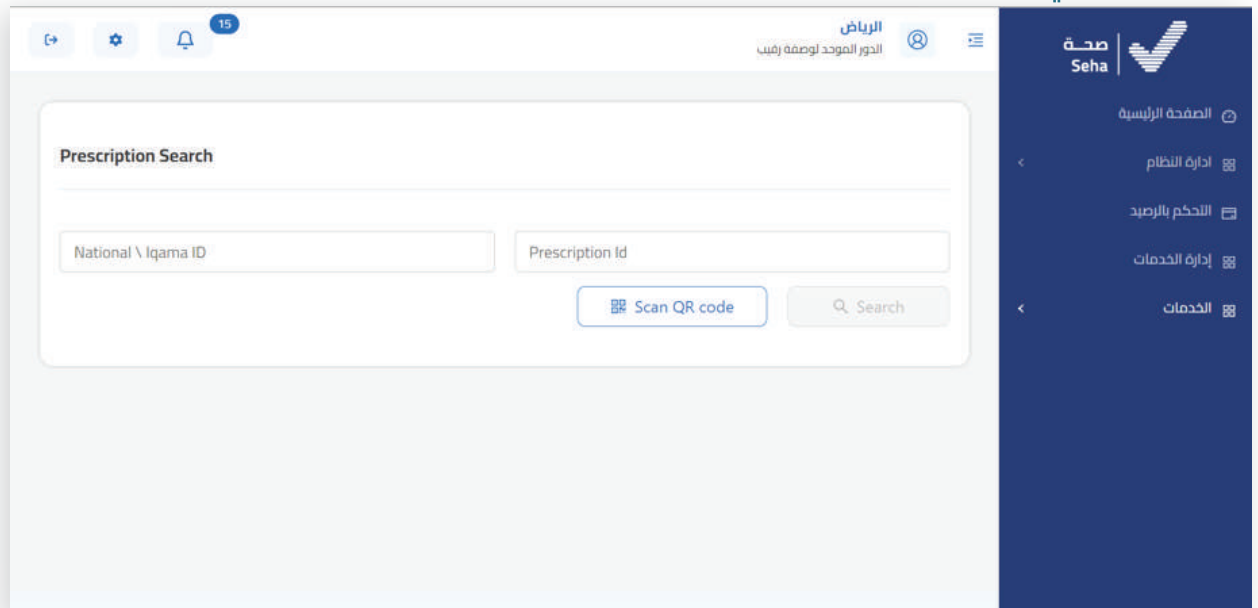 15
الرياض
الدور الموحد لوصفة رقيب
صحــة
Seha
الصفحة الرئيسية
ادارة النظام
التحكم بالرصيد
إدارة الخدمات
الخدمات
Prescription Search
National \ Iqama ID
Prescription Id
Scan QR code
Search